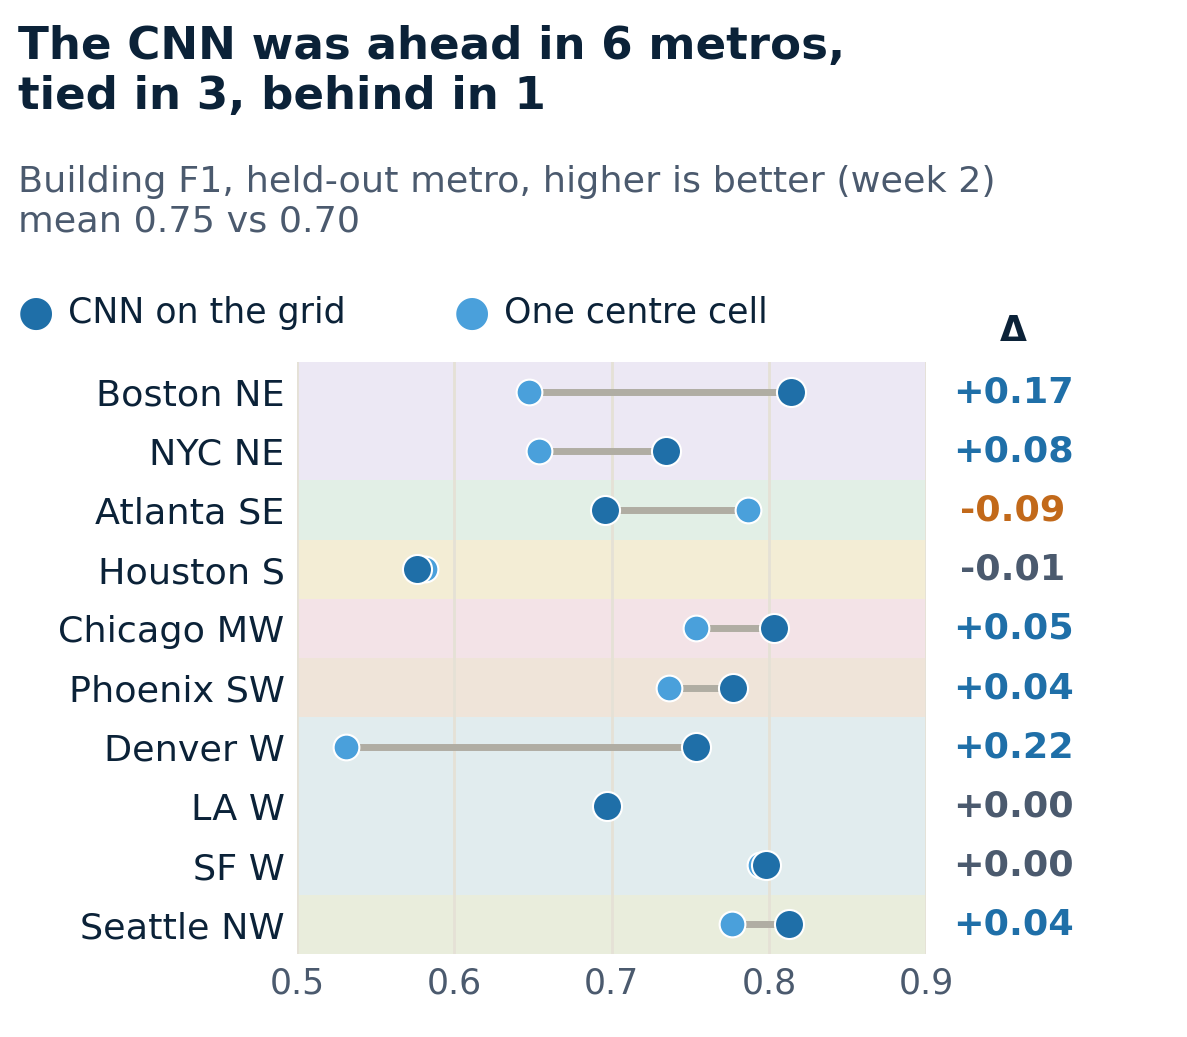 The CNN was ahead in 6 metros,
tied in 3, behind in 1
Building F1, held-out metro, higher is better (week 2)
mean 0.75 vs 0.70
CNN on the grid One centre cell
Δ
Boston NE +0.17
NYC NE +0.08
Atlanta SE -0.09
Houston S -0.01
Chicago MW +0.05
Phoenix SW +0.04
Denver W +0.22
LA W +0.00
SF W +0.00
Seattle NW +0.04
0.5 0.6 0.7 0.8 0.9